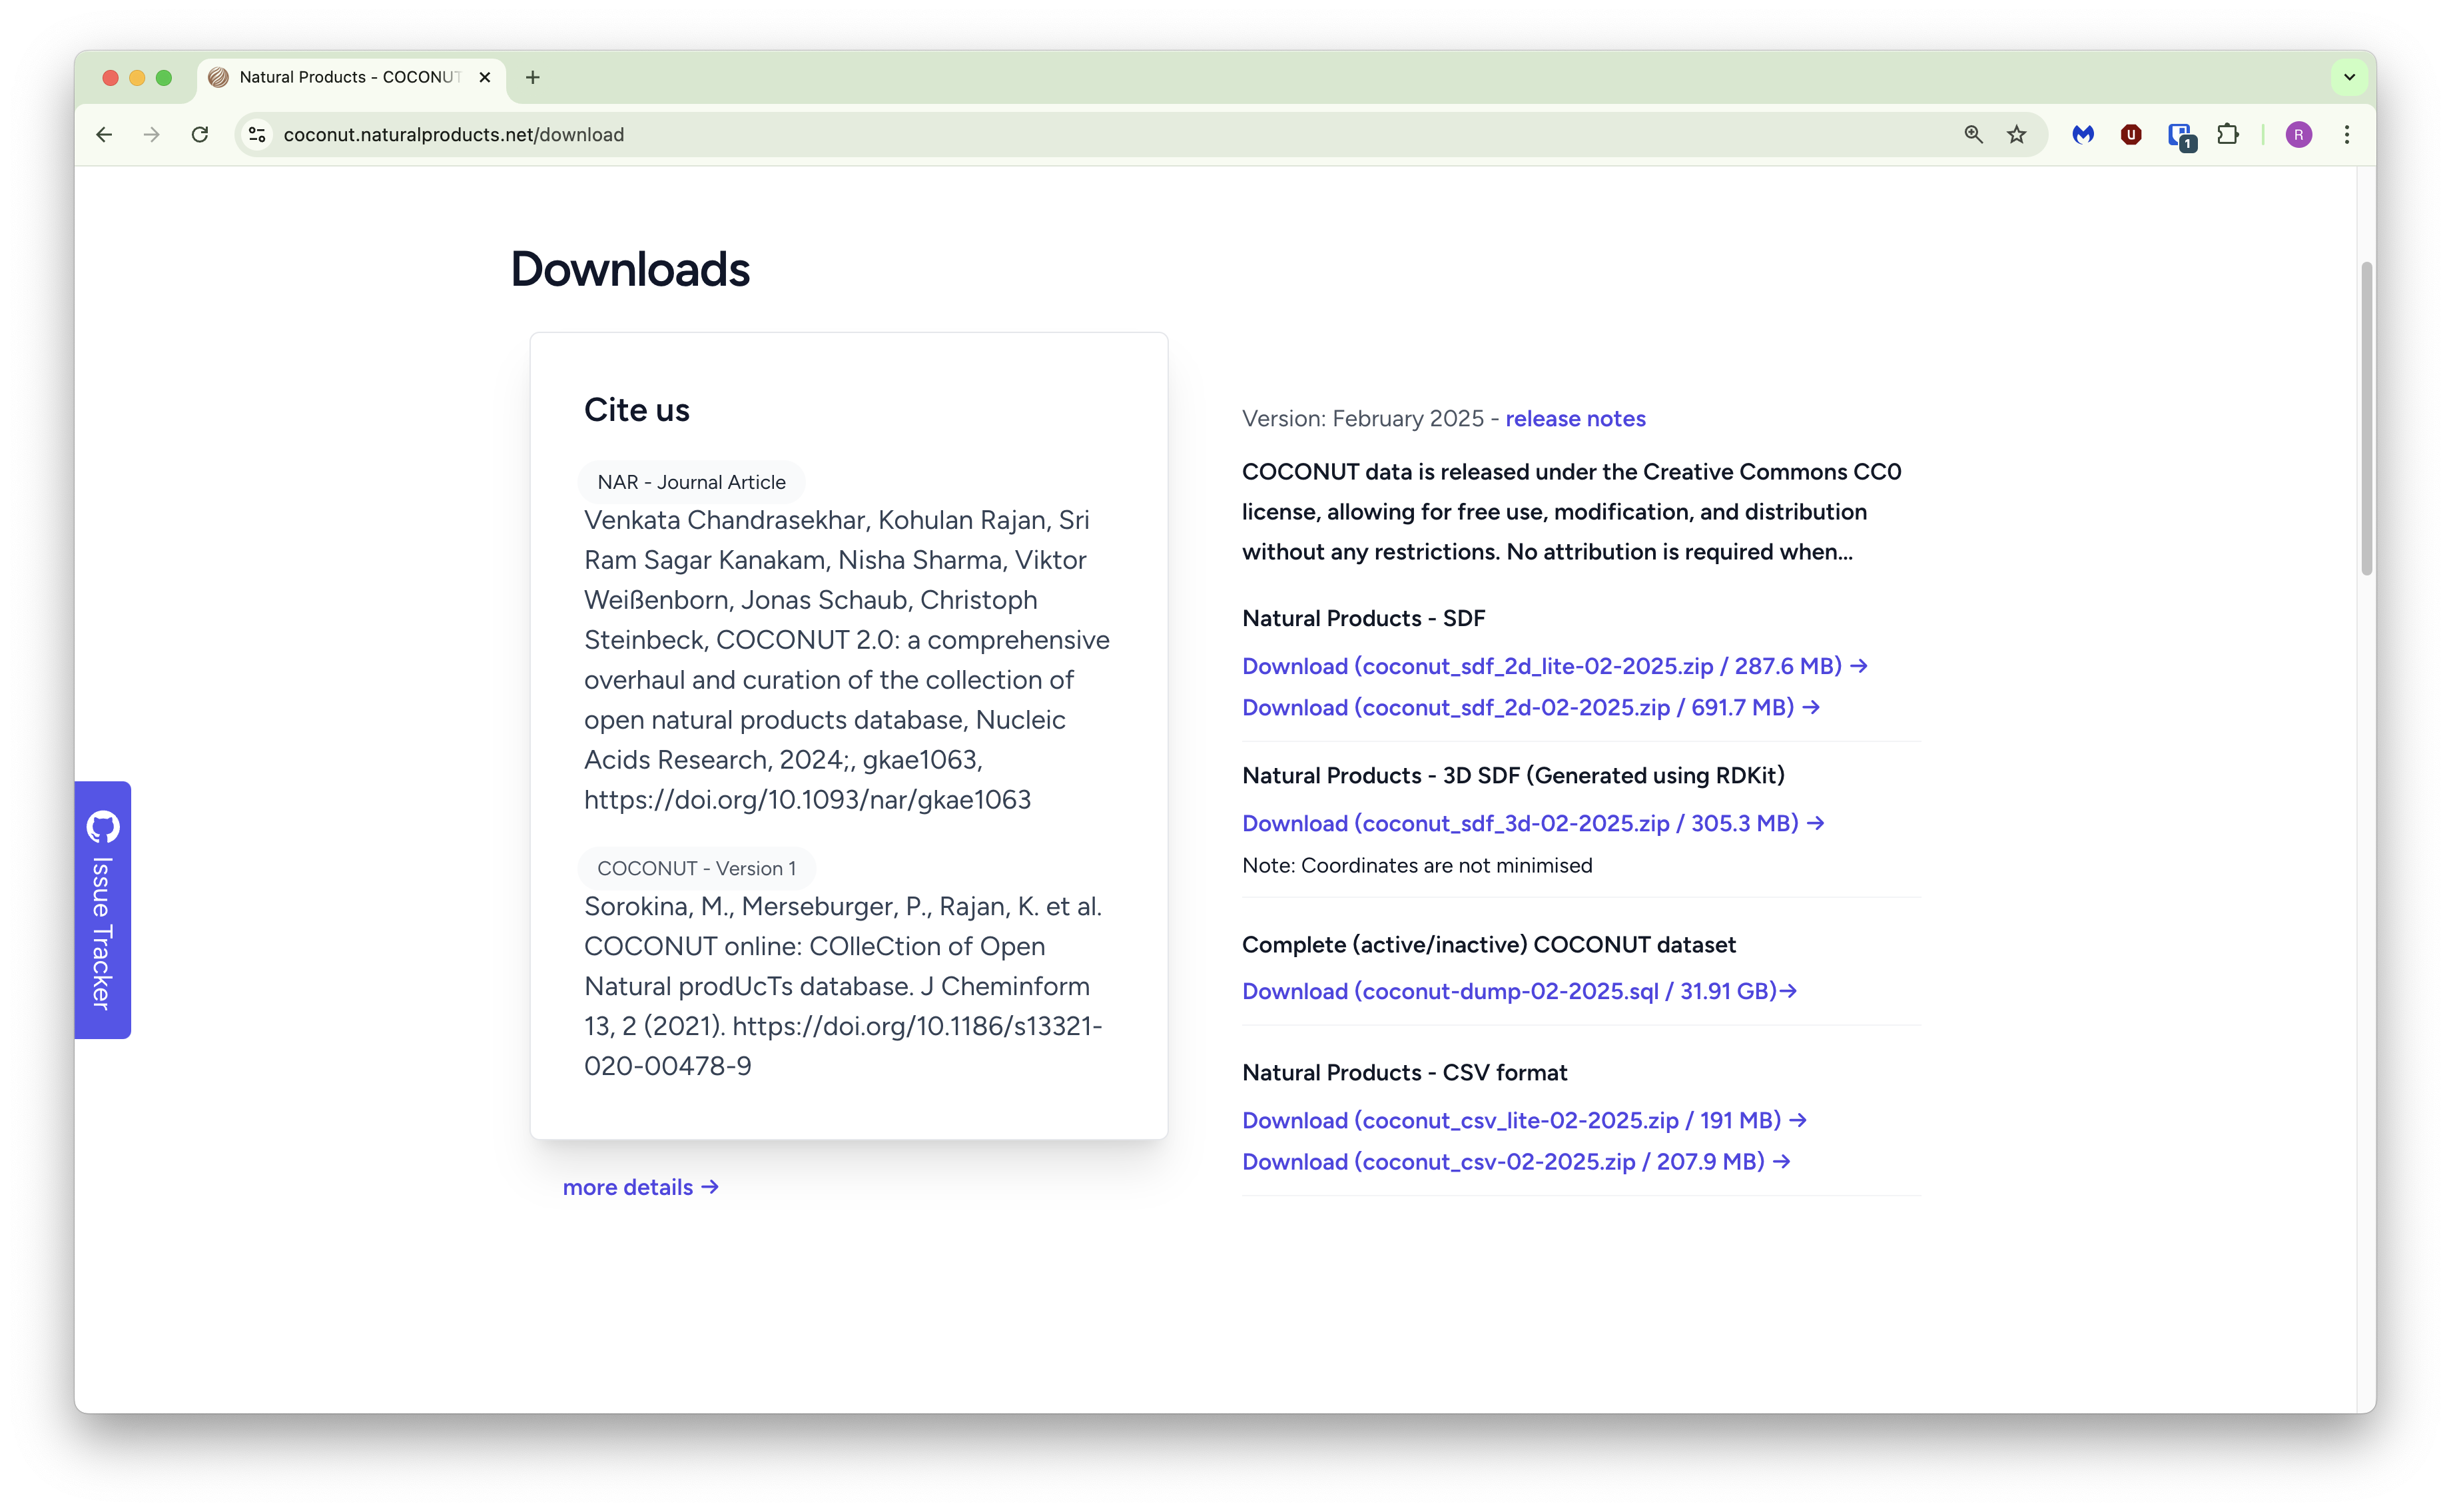 Natural Products - COCONUT
coconut.naturalproducts.net/download
U
1
R
Downloads
Cite us
NAR - Journal Article
Venkata Chandrasekhar, Kohulan Rajan, Sri
Ram Sagar Kanakam, Nisha Sharma, Viktor
Weißenborn, Jonas Schaub, Christoph
Steinbeck, COCONUT 2.0: a comprehensive
overhaul and curation of the collection of
open natural products database, Nucleic
Acids Research, 2024;, gkae1063,
https://doi.org/10.1093/nar/gkae1063
COCONUT - Version 1
Sorokina, M., Merseburger, P., Rajan, K. et al.
COCONUT online: COlleCtion of Open
Natural prodUcTs database. J Cheminform
13, 2 (2021). https://doi.org/10.1186/s13321-
020-00478-9
more details →
Version: February 2025 - release notes
COCONUT data is released under the Creative Commons CC0
license, allowing for free use, modification, and distribution
without any restrictions. No attribution is required when...
Natural Products - SDF
Download (coconut_sdf_2d_lite-02-2025.zip / 287.6 MB) →
Download (coconut_sdf_2d-02-2025.zip / 691.7 MB) →
Natural Products - 3D SDF (Generated using RDKit)
Download (coconut_sdf_3d-02-2025.zip / 305.3 MB) →
Note: Coordinates are not minimised
Complete (active/inactive) COCONUT dataset
Download (coconut-dump-02-2025.sql / 31.91 GB)→
Natural Products - CSV format
Download (coconut_csv_lite-02-2025.zip / 191 MB) →
Download (coconut_csv-02-2025.zip / 207.9 MB) →
Issue Tracker